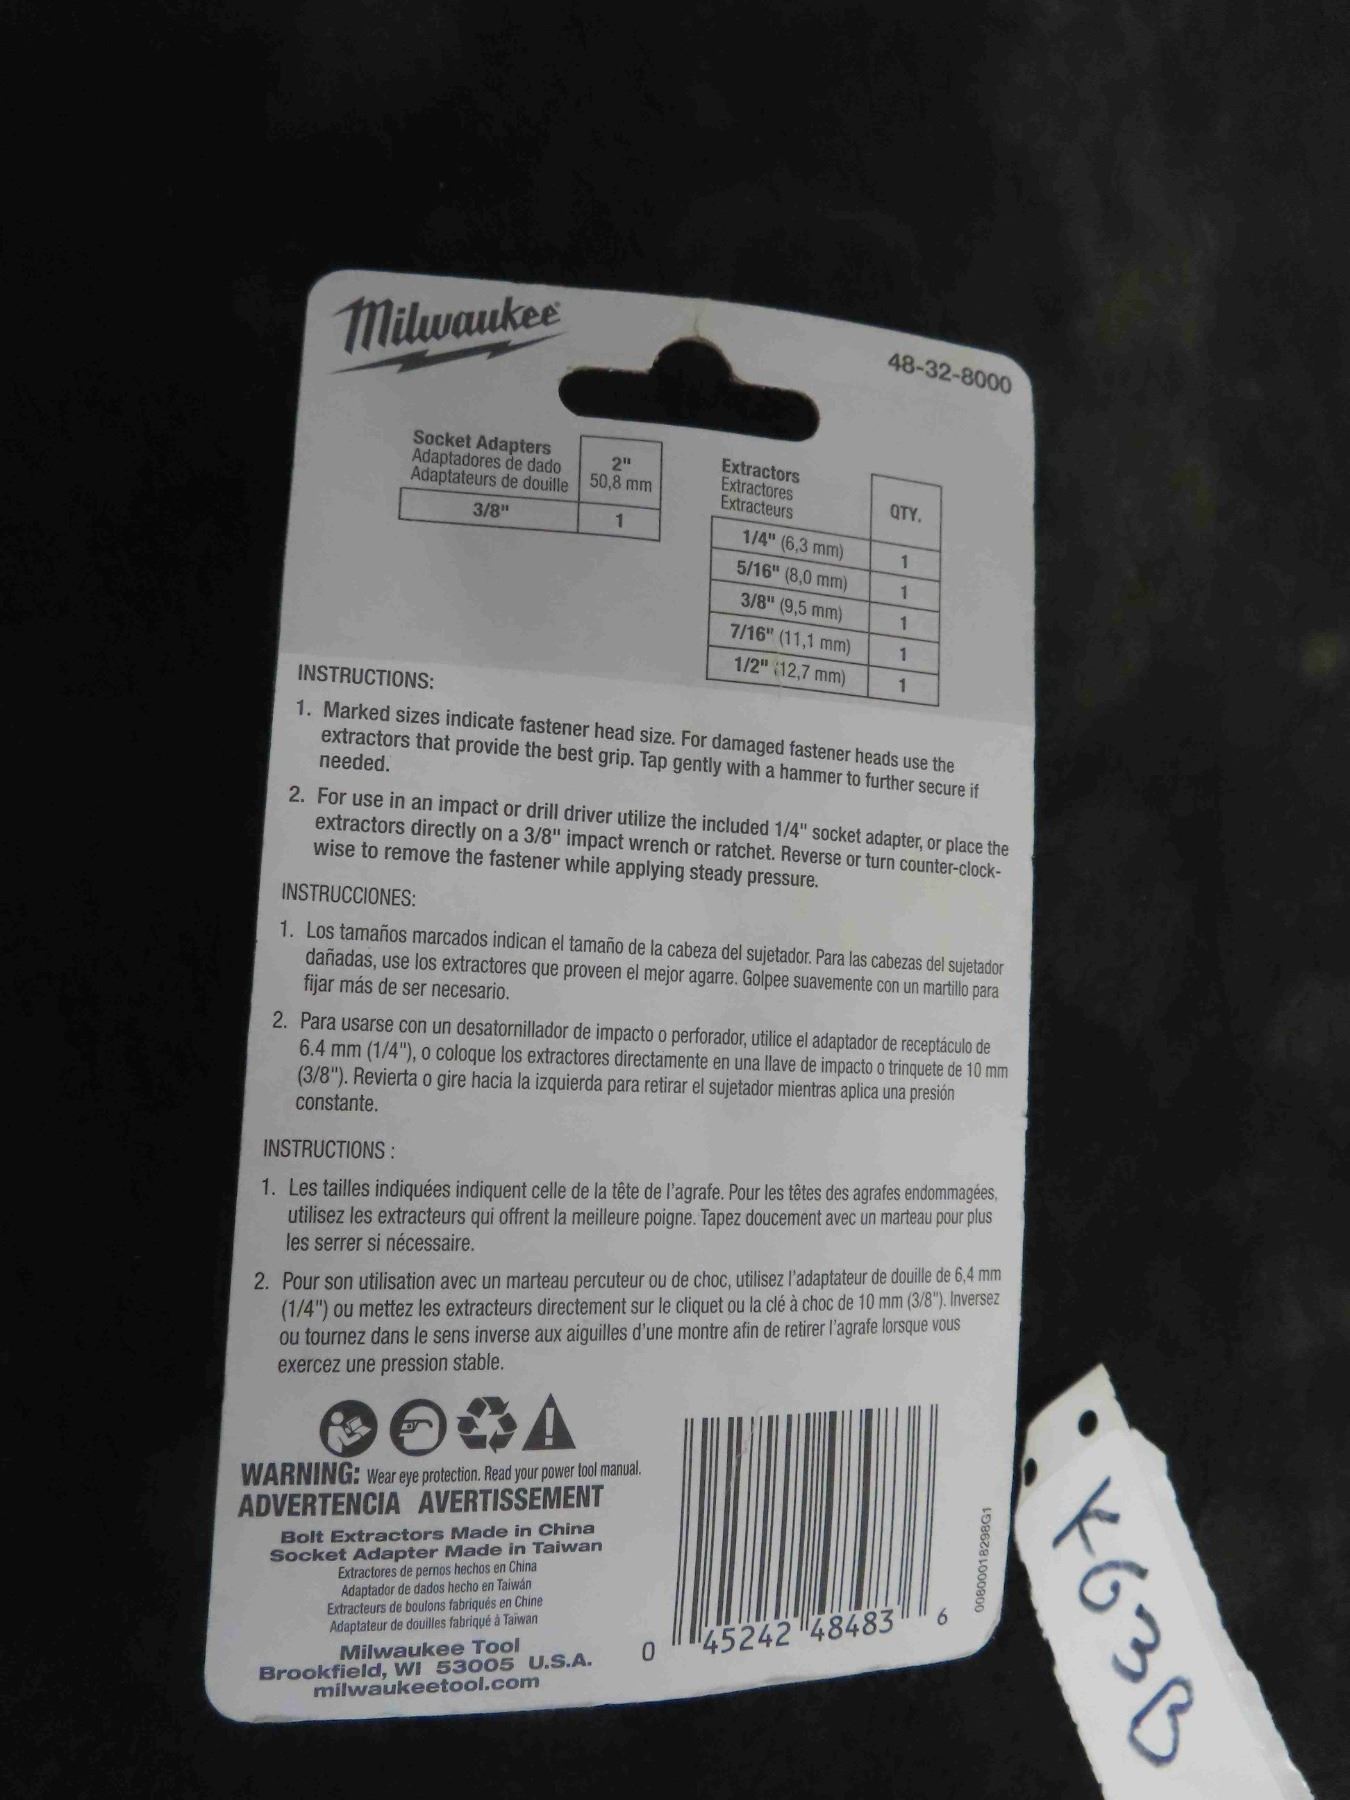 Milwaukee
48-32-8000
Socket Adapters
Adaptadores de dado
Adaptateurs de douille
2"
50,8 mm
3/8"
1
Extractors
Extractores
Extracteurs
QTY.
1/4" (6,3 mm)
1
5/16" (8,0 mm)
1
3/8" (9,5 mm)
1
7/16" (11,1 mm)
1
1/2" (12,7 mm)
1
INSTRUCTIONS:
1. Marked sizes indicate fastener head size. For damaged fastener heads use the
extractors that provide the best grip. Tap gently with a hammer to further secure if
needed.
2. For use in an impact or drill driver utilize the included 1/4" socket adapter, or place the
extractors directly on a 3/8" impact wrench or ratchet. Reverse or turn counter-clock-
wise to remove the fastener while applying steady pressure.
INSTRUCCIONES:
1. Los tamaños marcados indican el tamaño de la cabeza del sujetador. Para las cabezas del sujetador
dañadas, use los extractores que proveen el mejor agarre. Golpee suavemente con un martillo para
fijar más de ser necesario.
2. Para usarse con un desatornillador de impacto o perforador, utilice el adaptador de receptáculo de
6.4 mm (1/4"), o coloque los extractores directamente en una llave de impacto o trinquete de 10 mm
(3/8"). Revierta o gire hacia la izquierda para retirar el sujetador mientras aplica una presión
constante.
INSTRUCTIONS :
1. Les tailles indiquées indiquent celle de la tête de l'agrafe. Pour les têtes des agrafes endommagées,
utilisez les extracteurs qui offrent la meilleure poigne. Tapez doucement avec un marteau pour plus
les serrer si nécessaire.
2. Pour son utilisation avec un marteau percuteur ou de choc, utilisez l'adaptateur de douille de 6,4 mm
(1/4") ou mettez les extracteurs directement sur le cliquet ou la clé à choc de 10 mm (3/8"). Inversez
ou tournez dans le sens inverse aux aiguilles d'une montre afin de retirer l'agrafe lorsque vous
exercez une pression stable.
WARNING: Wear eye protection. Read your power tool manual.
ADVERTENCIA AVERTISSEMENT
Bolt Extractors Made in China
Socket Adapter Made in Taiwan
Extractores de pernos hechos en China
Adaptador de dados hecho en Taiwán
Extracteurs de boulons fabriqués en Chine
Adaptateur de douilles fabriqué à Taïwan
Milwaukee Tool
Brookfield, WI 53005 U.S.A.
milwaukeetool.com
0 45242 48483 6
00800018298G1
KG3B